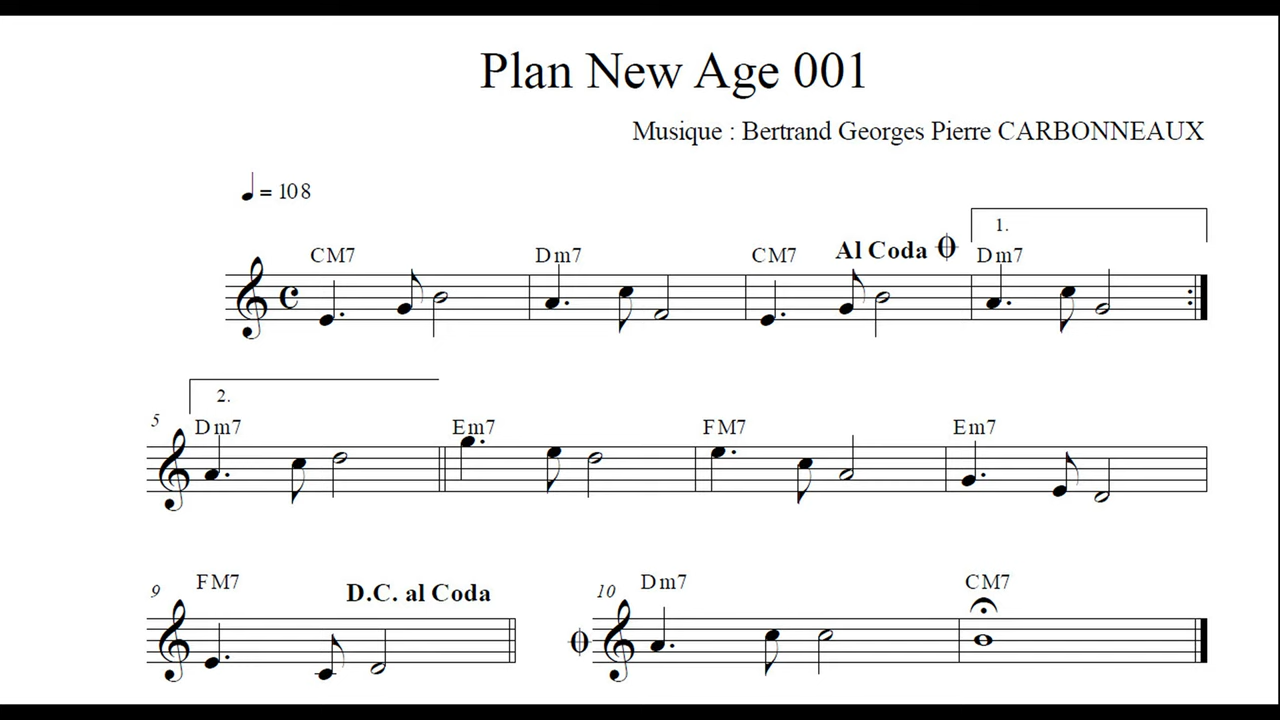 Plan New Age 001
Musique : Bertrand Georges Pierre CARBONNEAUX
= 108
CM7 Dm7 CM7 Al Coda 1. Dm7
5 2. Dm7 Em7 FM7 Em7
9 FM7 D.C. al Coda 10 Dm7 CM7